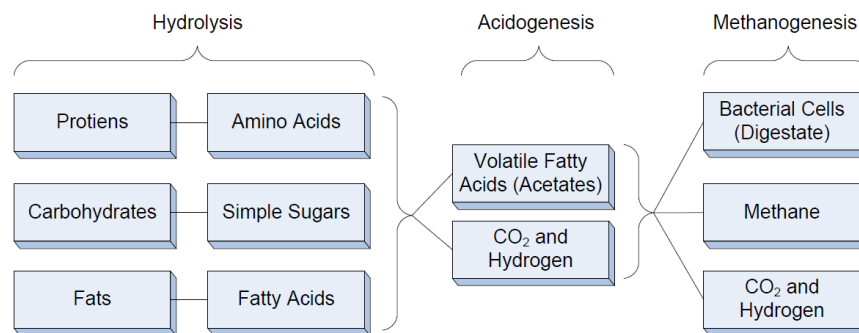 Hydrolysis
Acidogenesis
Methanogenesis
Protiens
Amino Acids
Carbohydrates
Simple Sugars
Fats
Fatty Acids
Volatile Fatty
Acids (Acetates)
CO₂ and
Hydrogen
Bacterial Cells
(Digestate)
Methane
CO₂ and
Hydrogen